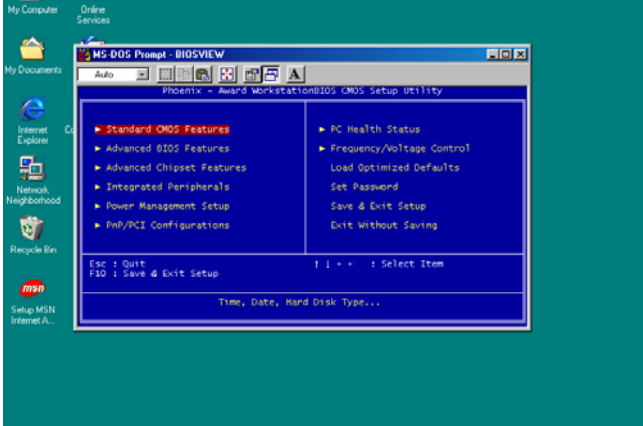 My Computer
Online
Services
My Documents
Internet
Explorer
Network
Neighborhood
Recycle Bin
msn
Setup MSN
Internet A...
MS-DOS Prompt - BIOSVIEW
Auto
A
Phoenix - Award WorkstationBIOS CMOS Setup Utility
► Standard CMOS Features
► Advanced BIOS Features
► Advanced Chipset Features
► Integrated Peripherals
► Power Management Setup
► PnP/PCI Configurations
► PC Health Status
► Frequency/Voltage Control
Load Optimized Defaults
Set Password
Save & Exit Setup
Exit Without Saving
Esc : Quit
F10 : Save & Exit Setup
: Select Item
Time, Date, Hard Disk Type...